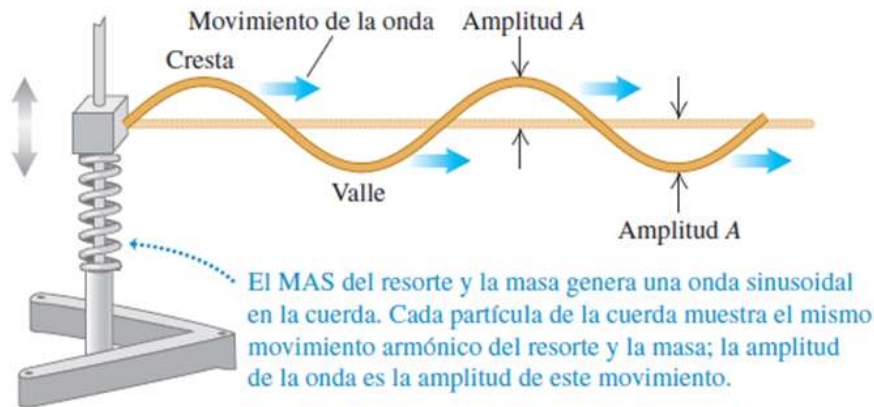 Movimiento de la onda
Amplitud A
Cresta
Valle
Amplitud A
El MAS del resorte y la masa genera una onda sinusoidal
en la cuerda. Cada partícula de la cuerda muestra el mismo
movimiento armónico del resorte y la masa; la amplitud
de la onda es la amplitud de este movimiento.